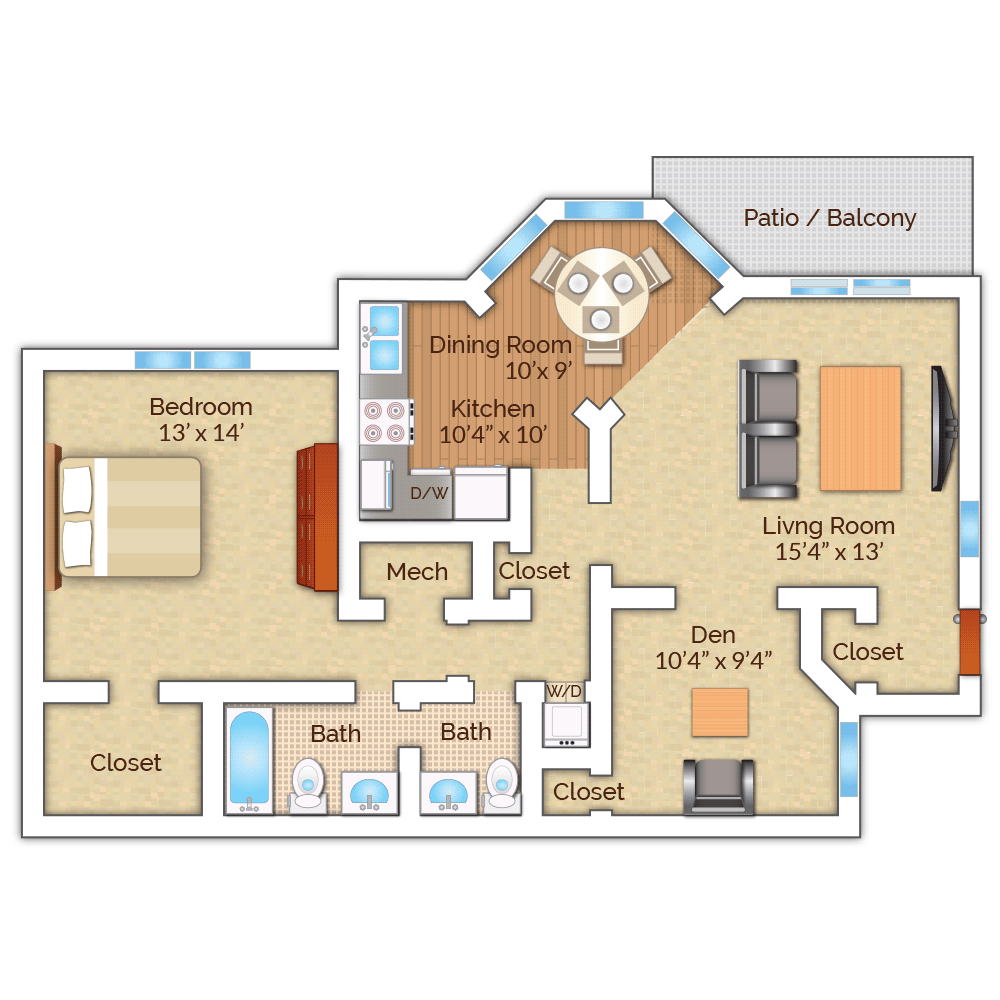 Patio / Balcony
Dining Room
10’x 9’
Kitchen
10’4” x 10’
Bedroom
13’ x 14’
D/W
Livng Room
15’4” x 13’
Mech
Closet
Den
10’4” x 9’4”
Closet
W/D
Bath
Bath
Closet
Closet